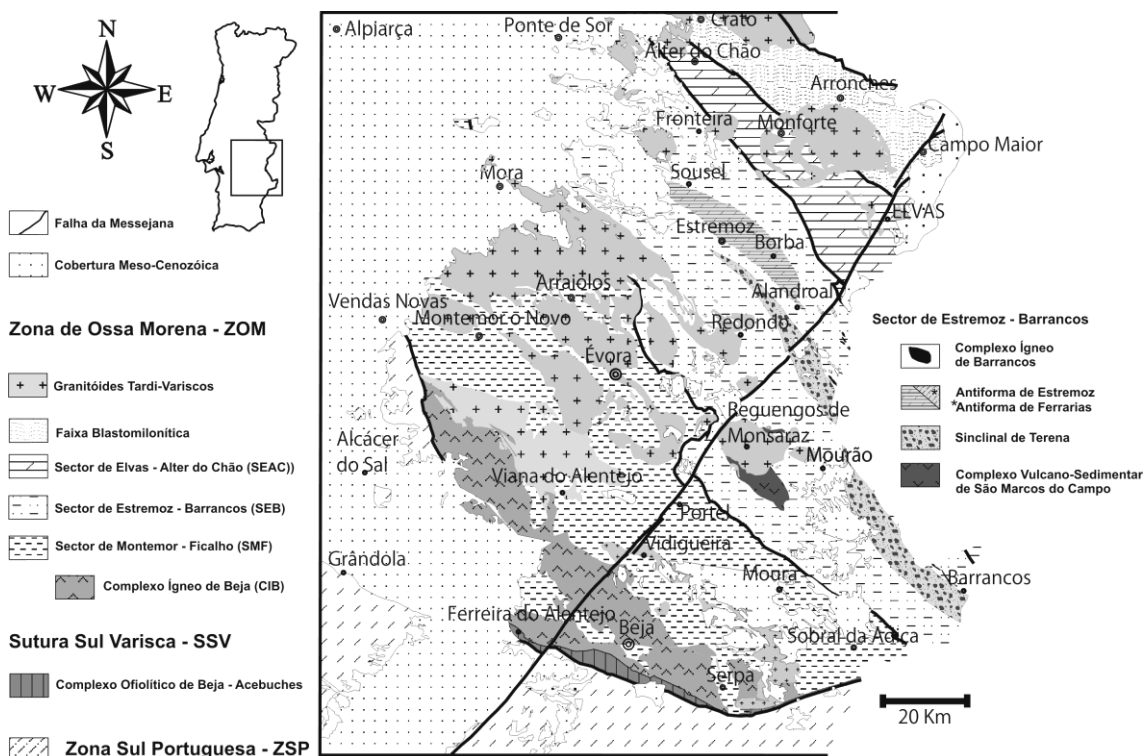 N
W
E
S
Falha da Messejana
Cobertura Meso-Cenozóica
Zona de Ossa Morena - ZOM
Granitóides Tardi-Variscos
Faixa Blastomilonítica
Sector de Elvas - Alter do Chão (SEAC))
Sector de Estremoz - Barrancos (SEB)
Sector de Montemor - Ficalho (SMF)
Complexo Ígneo de Beja (CIB)
Sutura Sul Varisca - SSV
Complexo Ofiolítico de Beja - Acebuches
Zona Sul Portuguesa - ZSP
Alpiarça
Ponte de Sor
Crato
Alter do Chão
Arronches
Fronteira
Monforte
Campo Maior
Mora
Sousel
ELVAS
Estremoz
Borba
Arraiolos
Alandroal
Vendas Novas
Montemor o Novo
Redondo
Évora
Reguengos de
Monsaraz
Alcácer
do Sal
Mourão
Viana do Alentejo
Portel
Vidigueira
Grândola
Moura
Barrancos
Ferreira do Alentejo
Beja
Sobral da Adiça
Serpa
20 Km
Sector de Estremoz - Barrancos
Complexo Ígneo
de Barrancos
Antiforma de Estremoz
*Antiforma de Ferrarias
Sinclinal de Terena
Complexo Vulcano-Sedimentar
de São Marcos do Campo